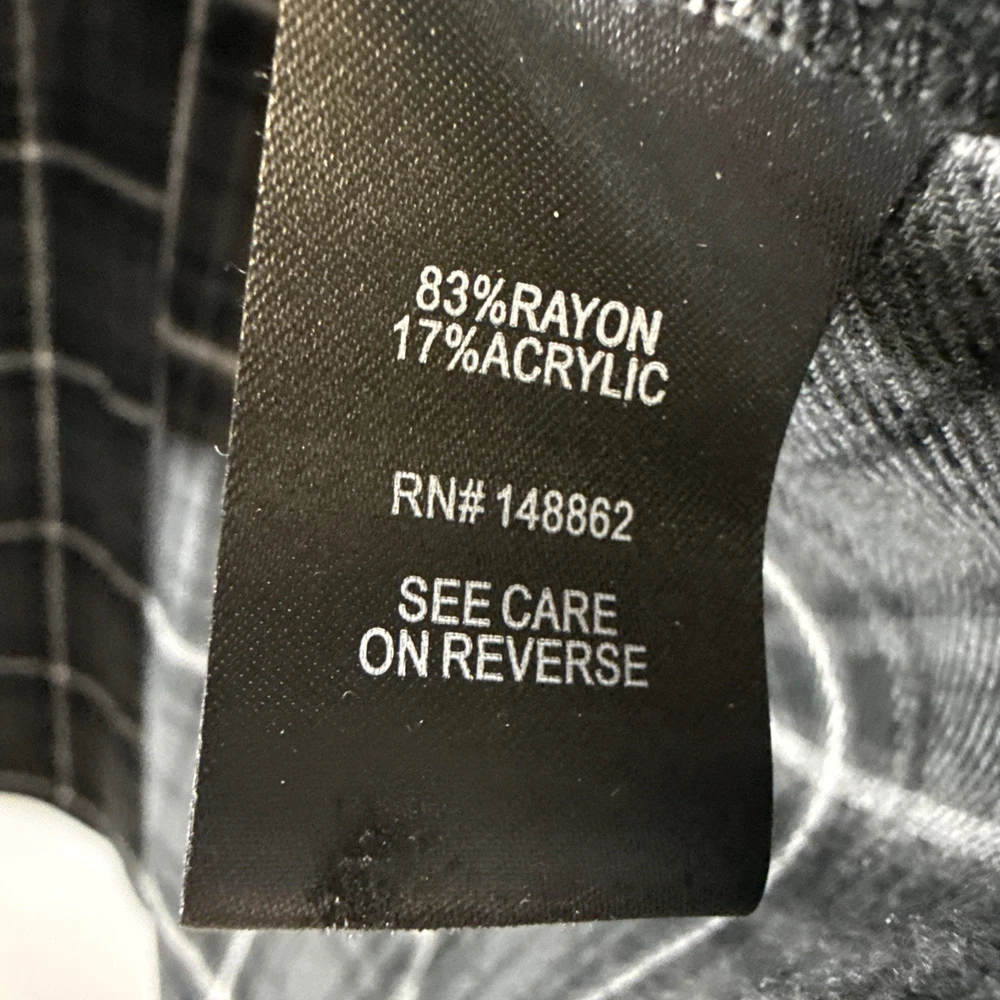 83%RAYON
17%ACRYLIC
RN# 148862
SEE CARE
ON REVERSE